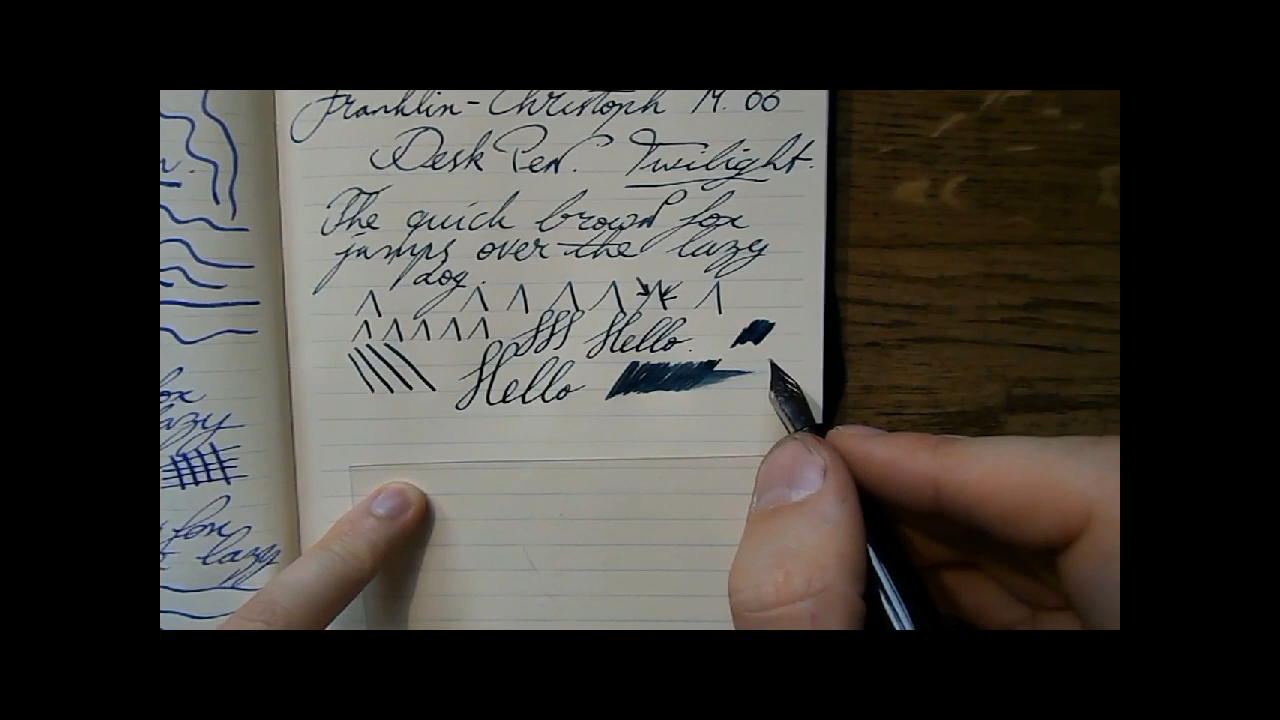 Franklin-Christoph M. 06
Desk Pen. Twilight.
The quick brown fox
jumps over the lazy
dog.
Hello.
Hello
fox
lazy
fox
lazy